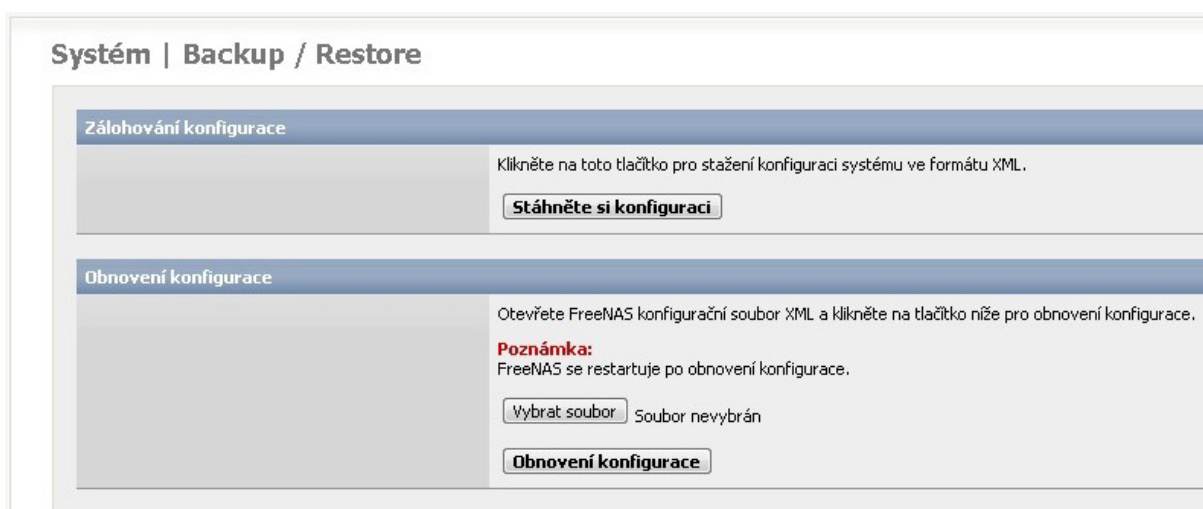 Systém | Backup / Restore
Zálohování konfigurace
Klikněte na toto tlačítko pro stažení konfiguraci systému ve formátu XML.
Stáhněte si konfiguraci
Obnovení konfigurace
Otevřete FreeNAS konfigurační soubor XML a klikněte na tlačítko níže pro obnovení konfigurace.
Poznámka:
FreeNAS se restartuje po obnovení konfigurace.
Vybrat soubor Soubor nevybrán
Obnovení konfigurace